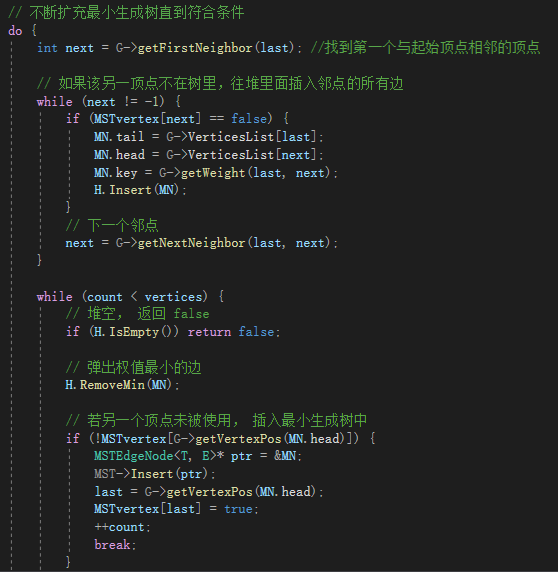 // 不断扩充最小生成树直到符合条件
do {
int next = G->getFirstNeighbor(last); //找到第一个与起始顶点相邻的顶点
// 如果该另一顶点不在树里，往堆里面插入邻点的所有边
while (next != -1) {
if (MSTvertex[next] == false) {
MN.tail = G->VerticesList[last];
MN.head = G->VerticesList[next];
MN.key = G->getWeight(last, next);
H.Insert(MN);
}
// 下一个邻点
next = G->getNextNeighbor(last, next);
}
while (count < vertices) {
// 堆空， 返回 false
if (H.IsEmpty()) return false;
// 弹出权值最小的边
H.RemoveMin(MN);
// 若另一个顶点未被使用， 插入最小生成树中
if (!MSTvertex[G->getVertexPos(MN.head)]) {
MSTEdgeNode<T, E>* ptr = &MN;
MST->Insert(ptr);
last = G->getVertexPos(MN.head);
MSTvertex[last] = true;
++count;
break;
}